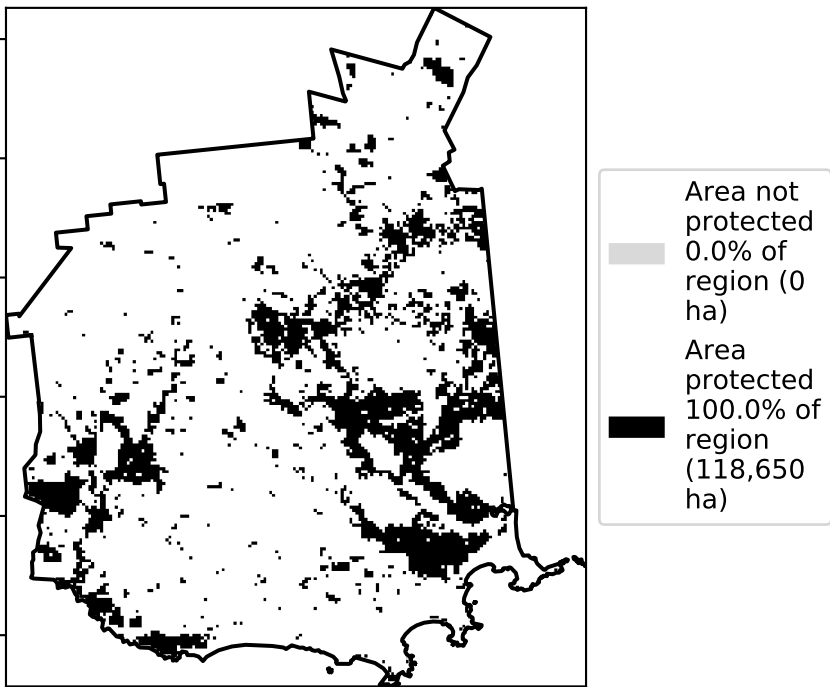 Area not
protected
0.0% of
region (0
ha)
Area
protected
100.0% of
region
(118,650
ha)